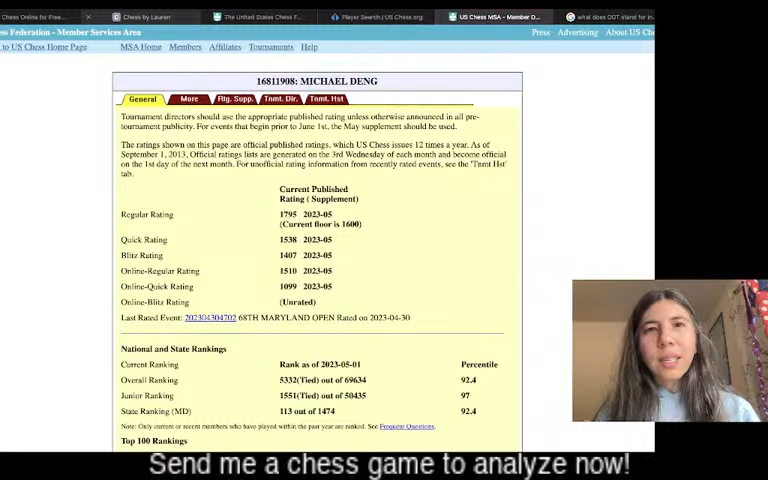 ess Online for Free...
Chess by Lauren
The United States Chess F...
Player Search | US Chess.org
US Chess MSA - Member D...
what does OGT stand for in...
ess Federation - Member Services Area
to US Chess Home Page
MSA Home Members Affiliates Tournaments Help
Press Advertising About US Che
16811908: MICHAEL DENG
General More Rtg. Supp. Tnmt. Dir. Tnmt. Hst
Tournament directors should use the appropriate published rating unless otherwise announced in all pre-
tournament publicity. For events that begin prior to June 1st, the May supplement should be used.
The ratings shown on this page are official published ratings, which US Chess issues 12 times a year. As of
September 1, 2013, Official ratings lists are generated on the 3rd Wednesday of each month and become official
on the 1st day of the next month. For unofficial rating information from recently rated events, see the 'Tnmt Hst'
tab.
Current Published
Rating ( Supplement)
Regular Rating 1795 2023-05
(Current floor is 1600)
Quick Rating 1538 2023-05
Blitz Rating 1407 2023-05
Online-Regular Rating 1510 2023-05
Online-Quick Rating 1099 2023-05
Online-Blitz Rating (Unrated)
Last Rated Event: 202304304702 68TH MARYLAND OPEN Rated on 2023-04-30
National and State Rankings
Current Ranking Rank as of 2023-05-01 Percentile
Overall Ranking 5332(Tied) out of 69634 92.4
Junior Ranking 1551(Tied) out of 50435 97
State Ranking (MD) 113 out of 1474 92.4
Note: Only current or recent members who have played within the past year are ranked. See Frequent Questions.
Top 100 Rankings
Send me a chess game to analyze now!